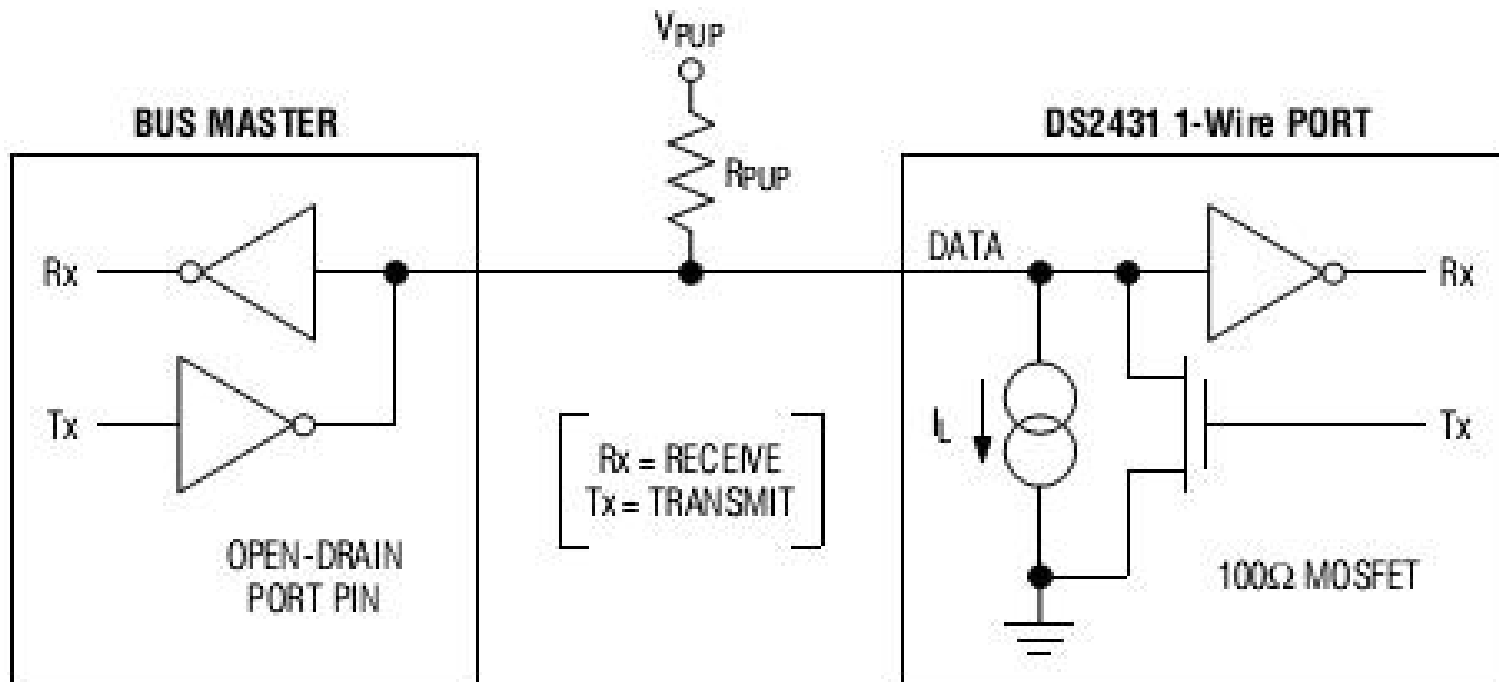 VPUP
BUS MASTER
DS2431 1-Wire PORT
RPUP
Rx
DATA
Rx
Tx
IL
Tx
Rx = RECEIVE
Tx = TRANSMIT
OPEN-DRAIN
PORT PIN
100Ω MOSFET